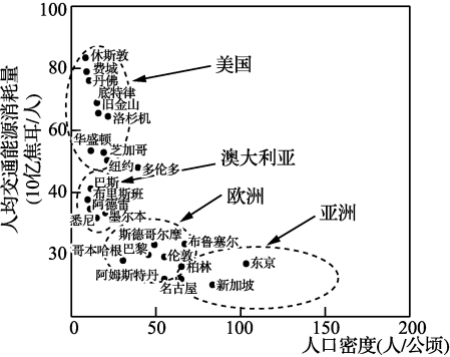 人均交通能源消耗量
(10亿焦耳/人)
100
80
60
40
30
休斯敦
美国
费城
丹佛
底特律
旧金山
洛杉机
华盛顿
芝加哥
纽约
多伦多
澳大利亚
巴斯
布里斯班
阿德雷
悉尼
墨尔本
欧洲
亚洲
斯德哥尔摩
布鲁塞尔
哥本哈根
巴黎
伦敦
柏林
东京
阿姆斯特丹
名古屋
新加坡
0
50
100
150
200
人口密度(人/公顷)